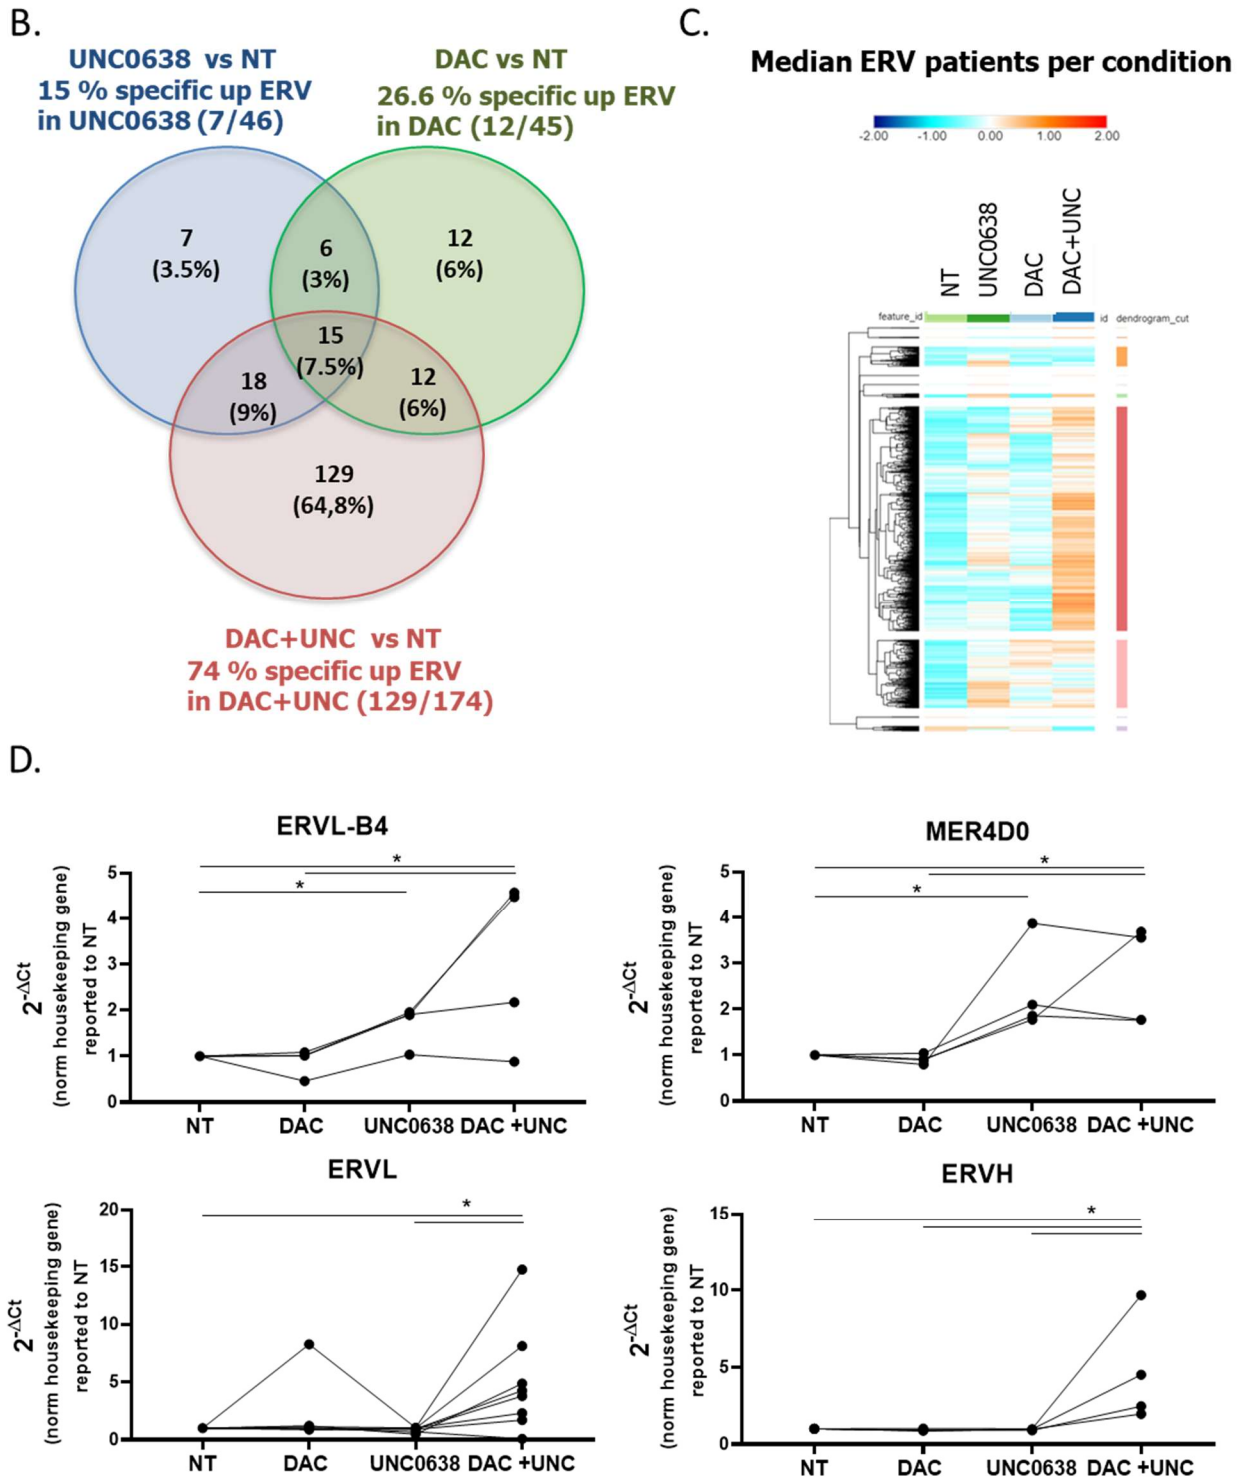 B.
UNC0638 vs NT
15 % specific up ERV
in UNC0638 (7/46)
DAC vs NT
26.6 % specific up ERV
in DAC (12/45)
7
(3.5%)
6
(3%)
12
(6%)
15
(7.5%)
18
(9%)
12
(6%)
129
(64,8%)
DAC+UNC vs NT
74 % specific up ERV
in DAC+UNC (129/174)
C.
Median ERV patients per condition
-2.00 -1.00 0.00 1.00 2.00
NT UNC0638 DAC DAC+UNC
feature_id id dendrogram_cut
D.
ERVL-B4
2-ΔCt
(norm housekeeping gene)
reported to NT
5
4
3
2
1
0
*
*
NT DAC UNC0638 DAC +UNC
MER4D0
2-ΔCt
(norm housekeeping gene)
reported to NT
5
4
3
2
1
0
*
*
NT DAC UNC0638 DAC +UNC
ERVL
2-ΔCt
(norm housekeeping gene)
reported to NT
20
15
10
5
0
*
NT DAC UNC0638 DAC +UNC
ERVH
2-ΔCt
(norm housekeeping gene)
reported to NT
15
10
5
0
*
NT DAC UNC0638 DAC +UNC